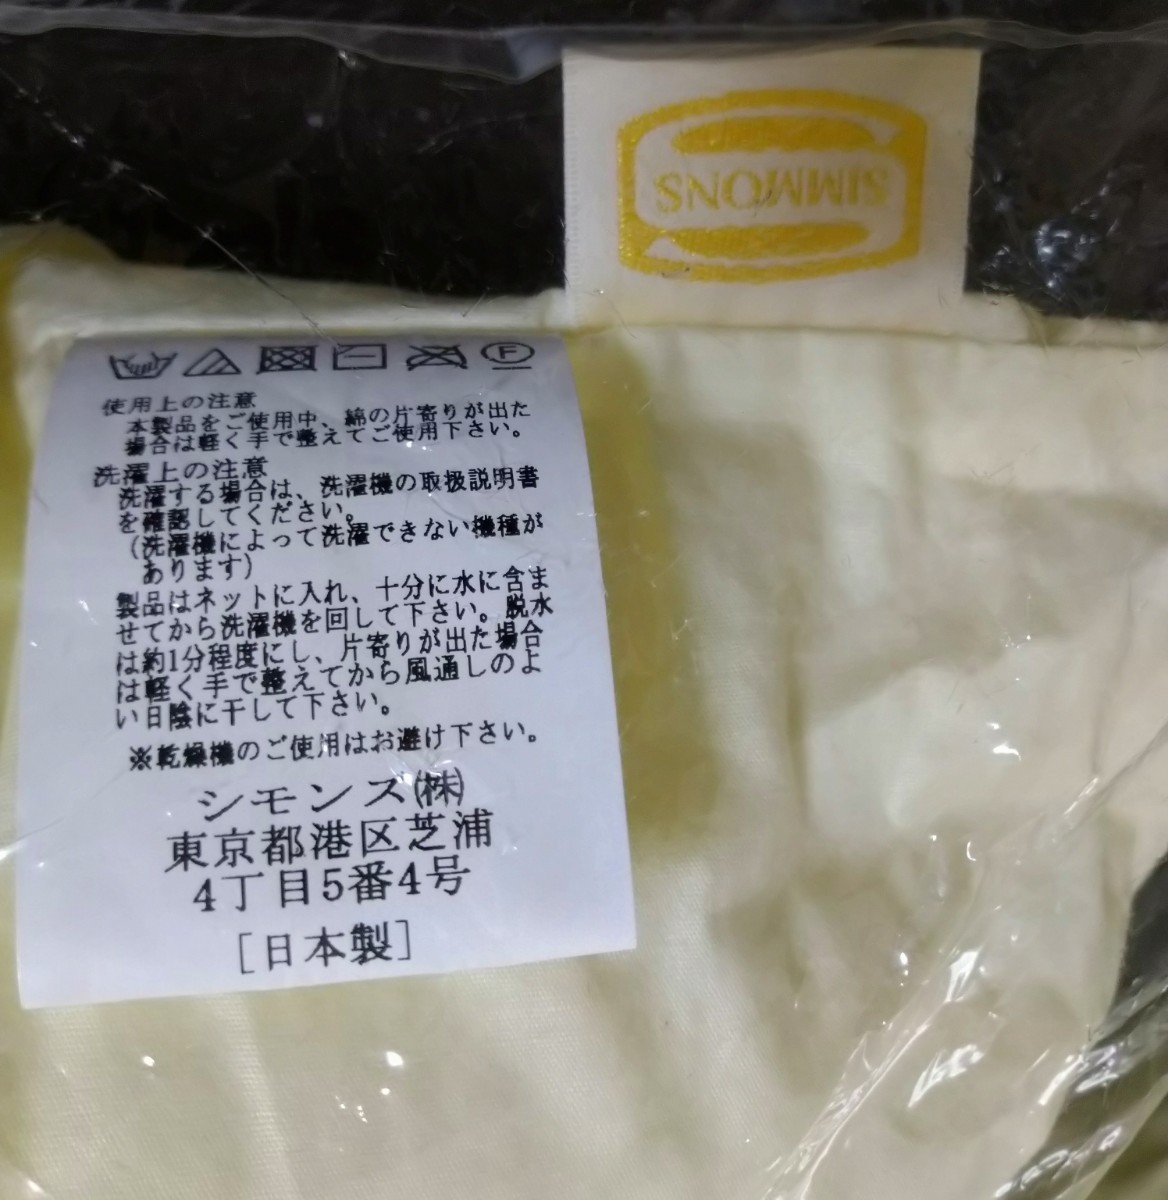 SIMMONS
F
使用上の注意
本製品をご使用中、綿の片寄りが出た
場合は軽く手で整えてご使用下さい。
洗濯上の注意
洗濯する場合は、洗濯機の取扱説明書
を確認してください。
(洗濯機によって洗濯できない機種が
あります)
製品はネットに入れ、十分に水に含ま
せてから洗濯機を回して下さい。脱水
は約1分程度にし、片寄りが出た場合
は軽く手で整えてから風通しのよ
い日陰に干して下さい。
※乾燥機のご使用はお避け下さい。
シモンズ㈱
東京都港区芝浦
4丁目5番4号
[日本製]